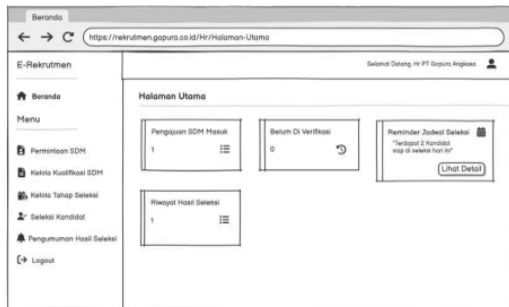 Beranda
https://rekrutmen.gapura.co.id/Hr/Halaman-Utama
E-Rekrutmen
Selamat Datang, Hr PT Gapura Angkasa
Beranda
Halaman Utama
Menu
Pengajuan SDM Masuk
1
Belum Di Verifikasi
0
Reminder Jadwal Seleksi
"Terdapat 2 Kandidat
siap di seleksi hari ini"
Lihat Detail
Permintaan SDM
Kelola Kualifikasi SDM
Kelola Tahap Seleksi
Riwayat Hasil Seleksi
1
Seleksi Kandidat
Pengumuman Hasil Seleksi
Logout